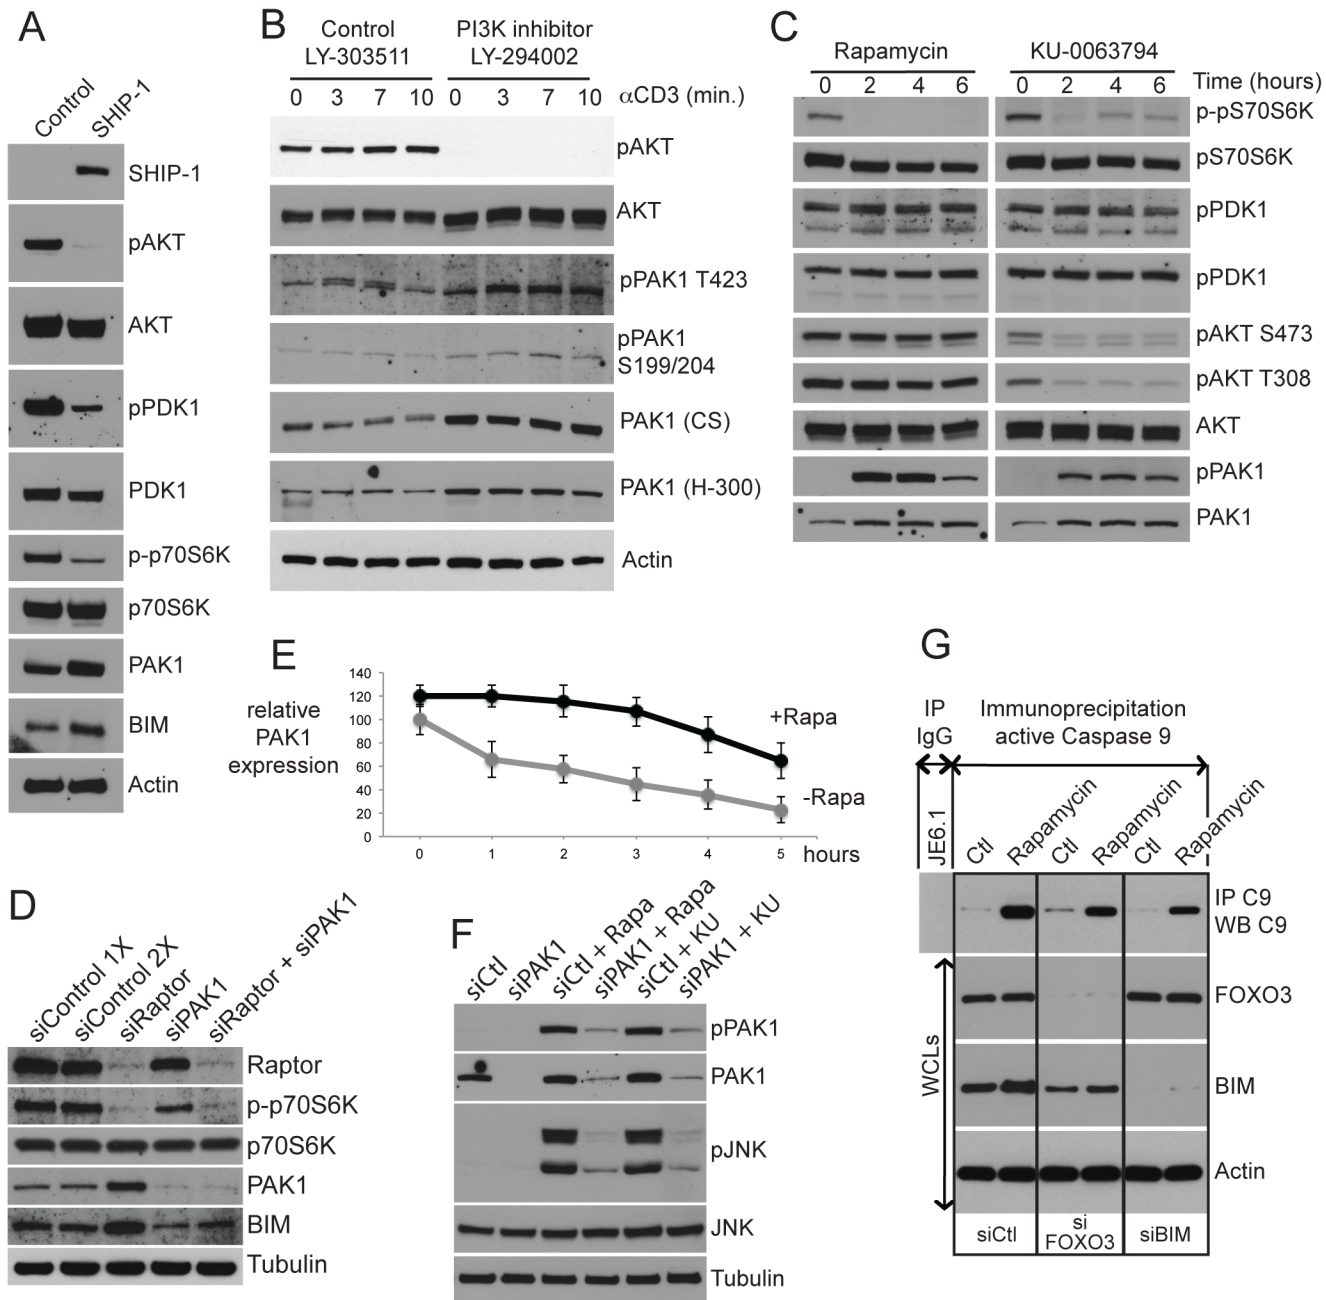 A
Control
SHIP-1
SHIP-1
pAKT
AKT
pPDK1
PDK1
p-p70S6K
p70S6K
PAK1
BIM
Actin
B
Control
LY-303511
PI3K inhibitor
LY-294002
0 3 7 10 0 3 7 10 αCD3 (min.)
pAKT
AKT
pPAK1 T423
pPAK1
S199/204
PAK1 (CS)
PAK1 (H-300)
Actin
C
Rapamycin
KU-0063794
0 2 4 6 0 2 4 6 Time (hours)
p-pS70S6K
pS70S6K
pPDK1
pPDK1
pAKT S473
pAKT T308
AKT
pPAK1
PAK1
E
relative
PAK1
expression
140
120
100
80
60
40
20
0
+Rapa
-Rapa
0 1 2 3 4 5 hours
D
siControl 1X
siControl 2X
siRaptor
siPAK1
siRaptor + siPAK1
Raptor
p-p70S6K
p70S6K
PAK1
BIM
Tubulin
F
siCtl
siPAK1
siCtl + Rapa
siPAK1 + Rapa
siCtl + KU
siPAK1 + KU
pPAK1
PAK1
pJNK
JNK
Tubulin
G
IP
IgG
Immunoprecipitation
active Caspase 9
JE6.1
Ctl
Rapamycin
Ctl
Rapamycin
Ctl
Rapamycin
IP C9
WB C9
WCLs
FOXO3
BIM
Actin
siCtl
si
FOXO3
siBIM